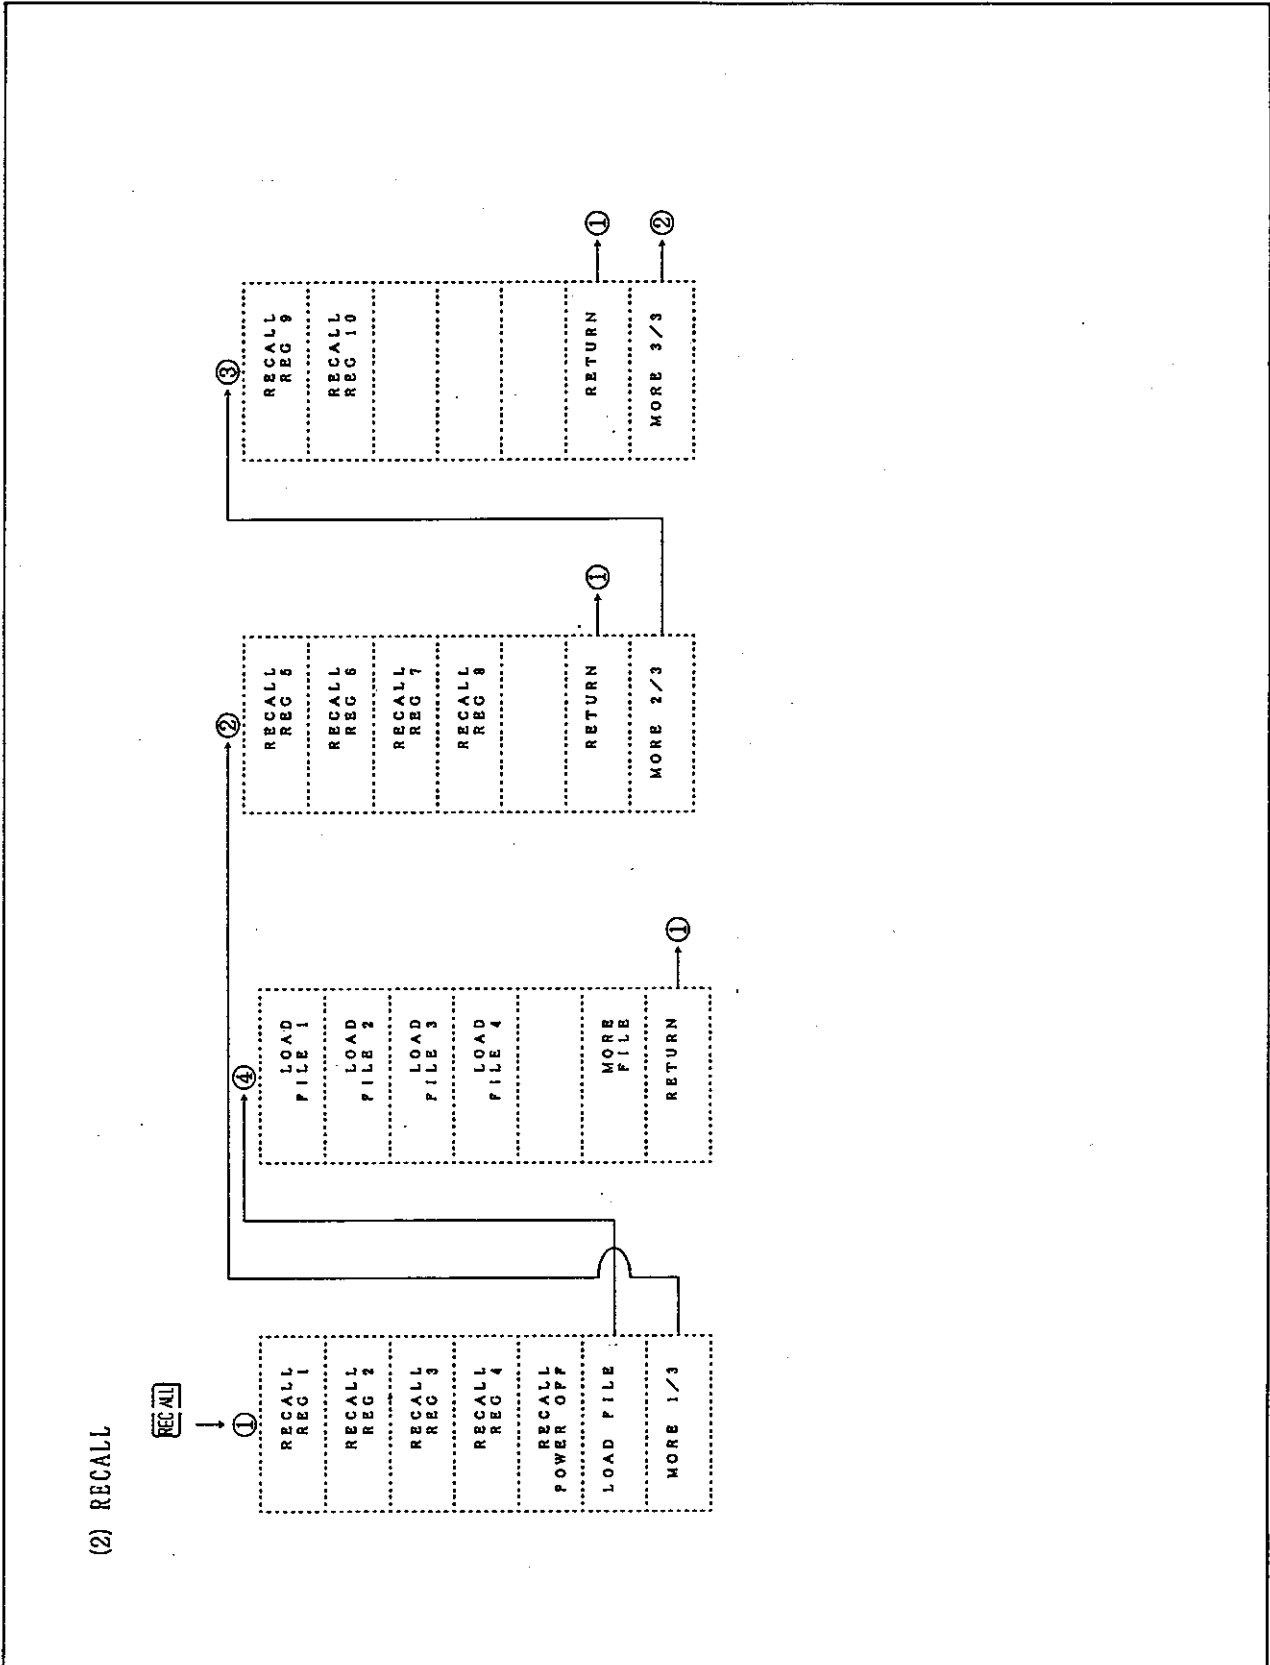 (2) RECALL
RECALL
①
RECALL
REG 1
RECALL
REG 2
RECALL
REG 3
RECALL
REG 4
RECALL
POWER OFF
LOAD FILE
MORE 1/3
④
LOAD
FILE 1
LOAD
FILE 2
LOAD
FILE 3
LOAD
FILE 4
MORE
FILE
RETURN
①
②
RECALL
REG 5
RECALL
REG 6
RECALL
REG 7
RECALL
REG 8
RETURN
①
MORE 2/3
③
RECALL
REG 9
RECALL
REG 10
RETURN
①
MORE 3/3
②